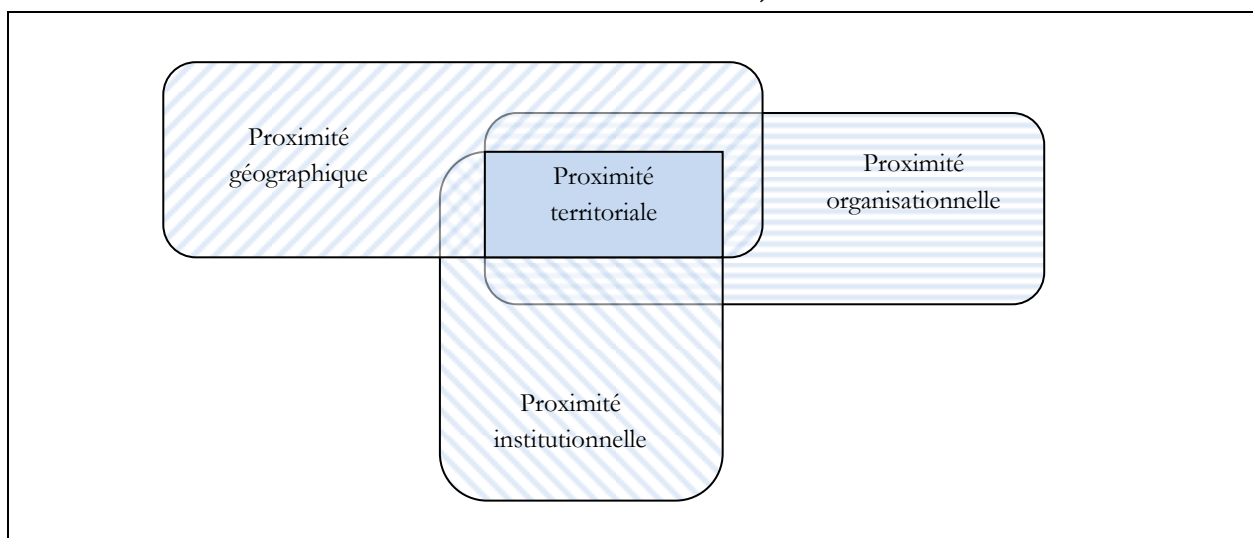 Proximité
géographique
Proximité
territoriale
Proximité
organisationnelle
Proximité
institutionnelle